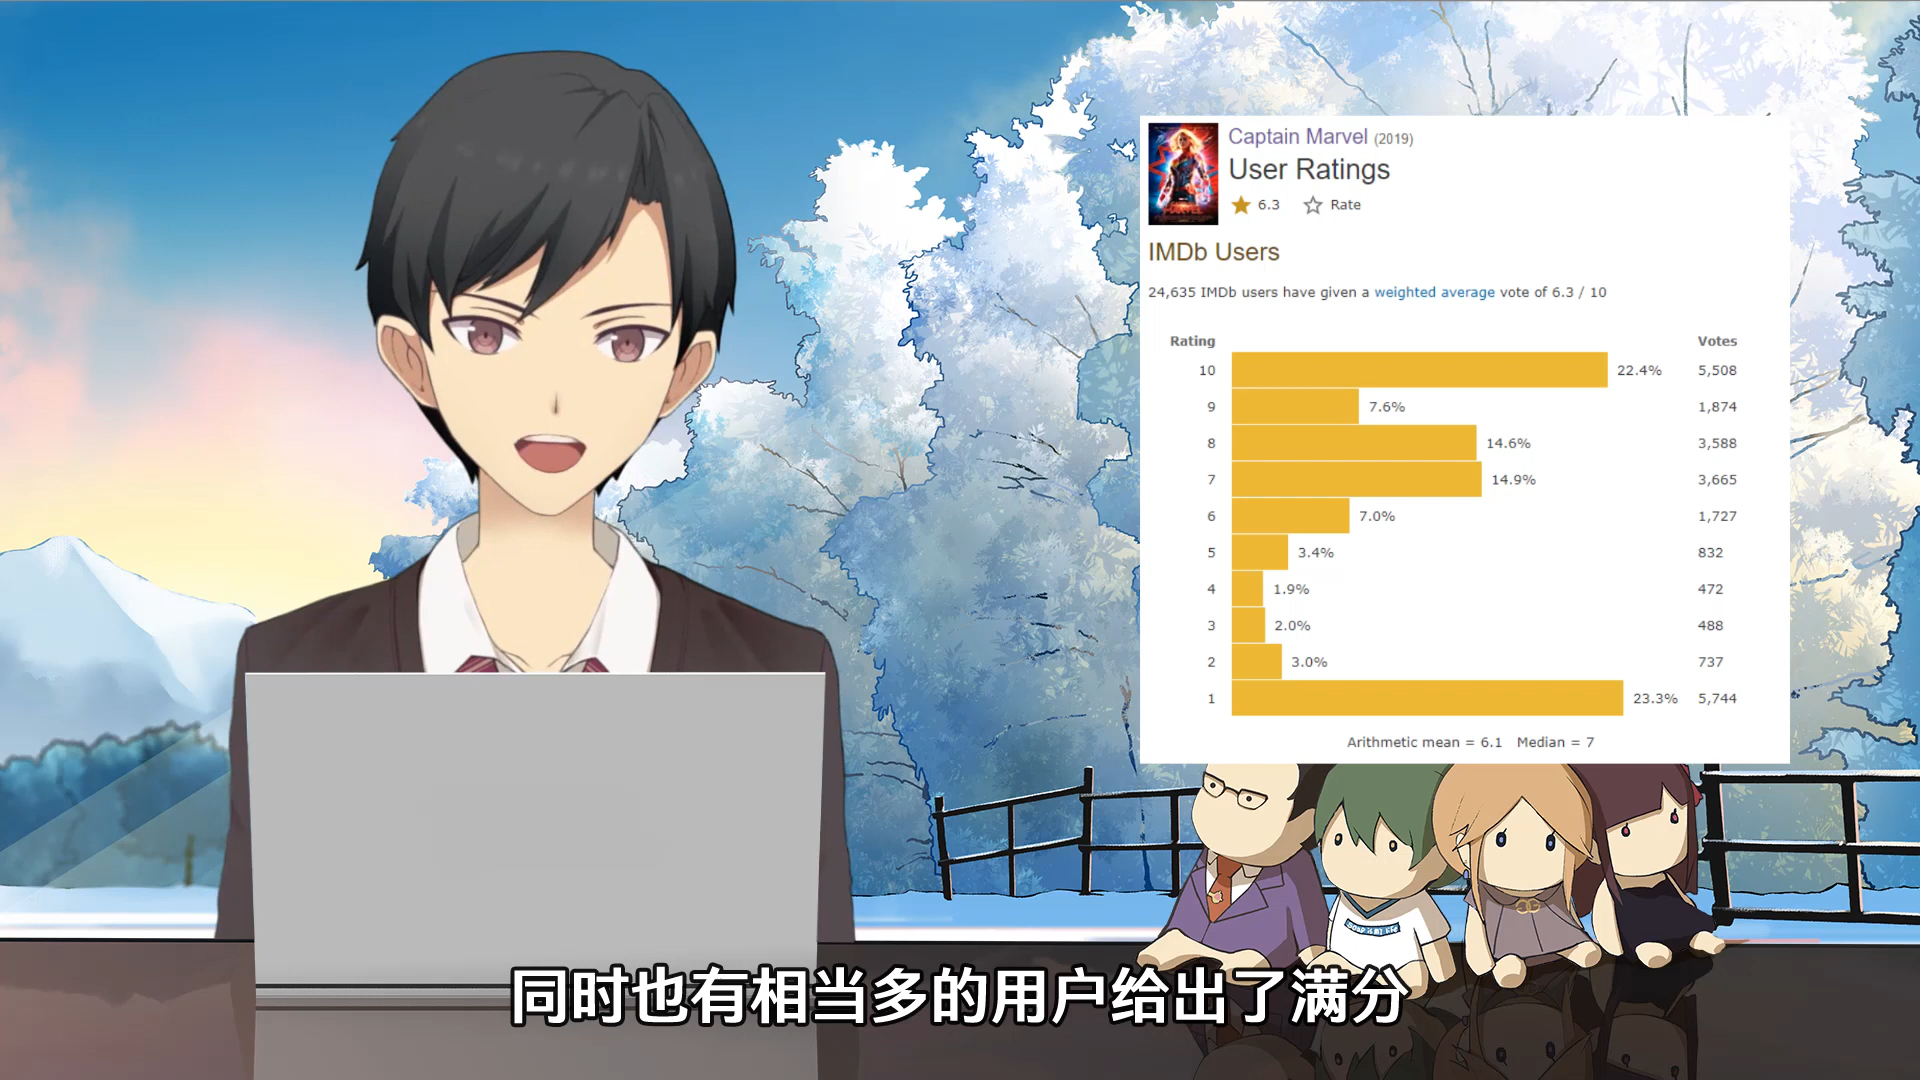 Captain Marvel (2019)
User Ratings
6.3 Rate
IMDb Users
24,635 IMDb users have given a weighted average vote of 6.3 / 10
Rating Votes
10 22.4% 5,508
9 7.6% 1,874
8 14.6% 3,588
7 14.9% 3,665
6 7.0% 1,727
5 3.4% 832
4 1.9% 472
3 2.0% 488
2 3.0% 737
1 23.3% 5,744
Arithmetic mean = 6.1 Median = 7
同时也有相当多的用户给出了满分